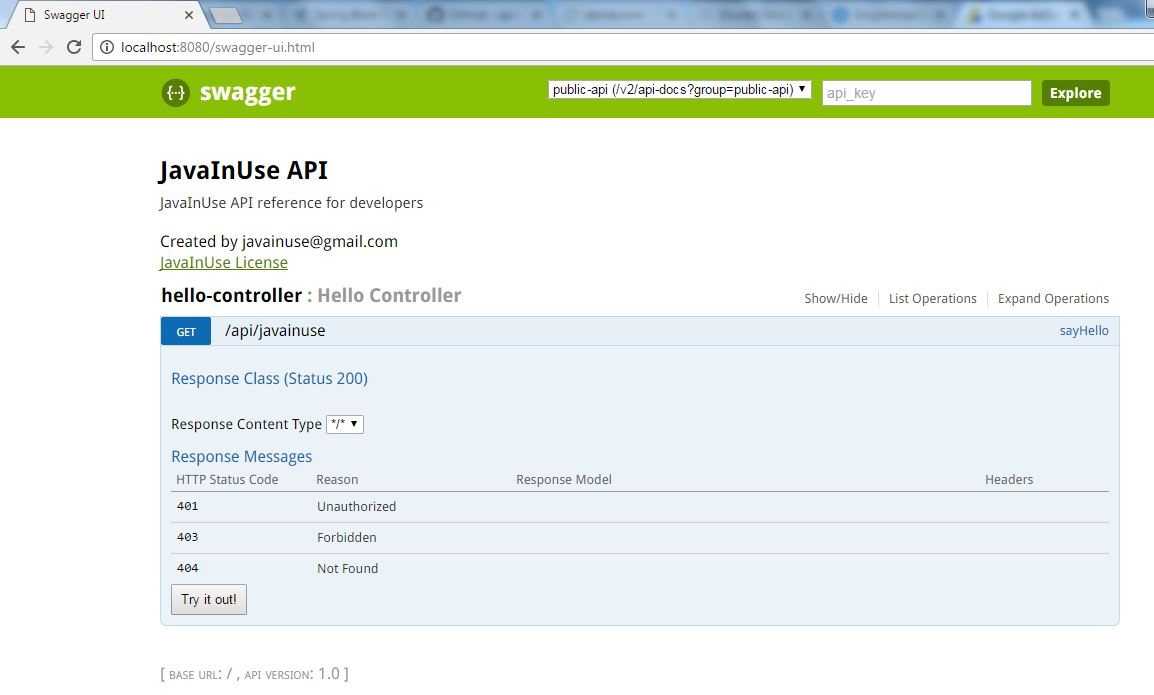 Swagger UI
localhost:8080/swagger-ui.html
{··} swagger public-api (/v2/api-docs?group=public-api) api_key Explore
JavaInUse API
JavaInUse API reference for developers
Created by javainuse@gmail.com
JavaInUse License
hello-controller : Hello Controller Show/Hide List Operations Expand Operations
GET /api/javainuse sayHello
Response Class (Status 200)
Response Content Type */*
Response Messages
HTTP Status Code Reason Response Model Headers
401 Unauthorized
403 Forbidden
404 Not Found
Try it out!
[ BASE URL: / , API VERSION: 1.0 ]